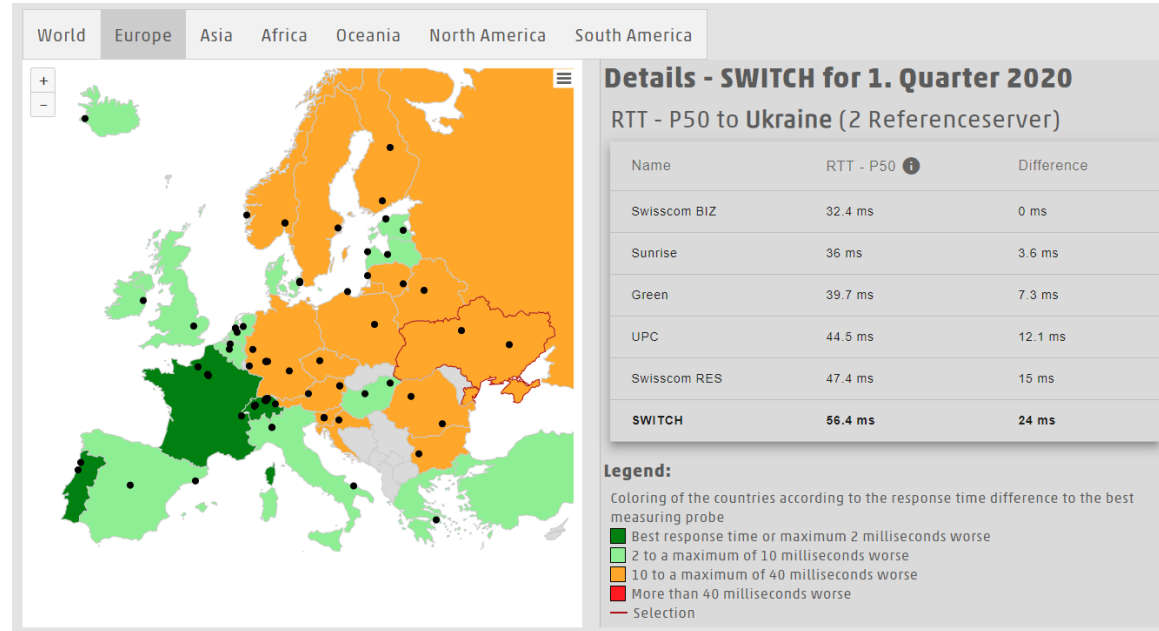 World Europe Asia Africa Oceania North America South America
+
−
Details - SWITCH for 1. Quarter 2020
RTT - P50 to Ukraine (2 Referenceserver)
Name RTT - P50 i Difference
Swisscom BIZ 32.4 ms 0 ms
Sunrise 36 ms 3.6 ms
Green 39.7 ms 7.3 ms
UPC 44.5 ms 12.1 ms
Swisscom RES 47.4 ms 15 ms
SWITCH 56.4 ms 24 ms
Legend:
Coloring of the countries according to the response time difference to the best
measuring probe
Best response time or maximum 2 milliseconds worse
2 to a maximum of 10 milliseconds worse
10 to a maximum of 40 milliseconds worse
More than 40 milliseconds worse
Selection